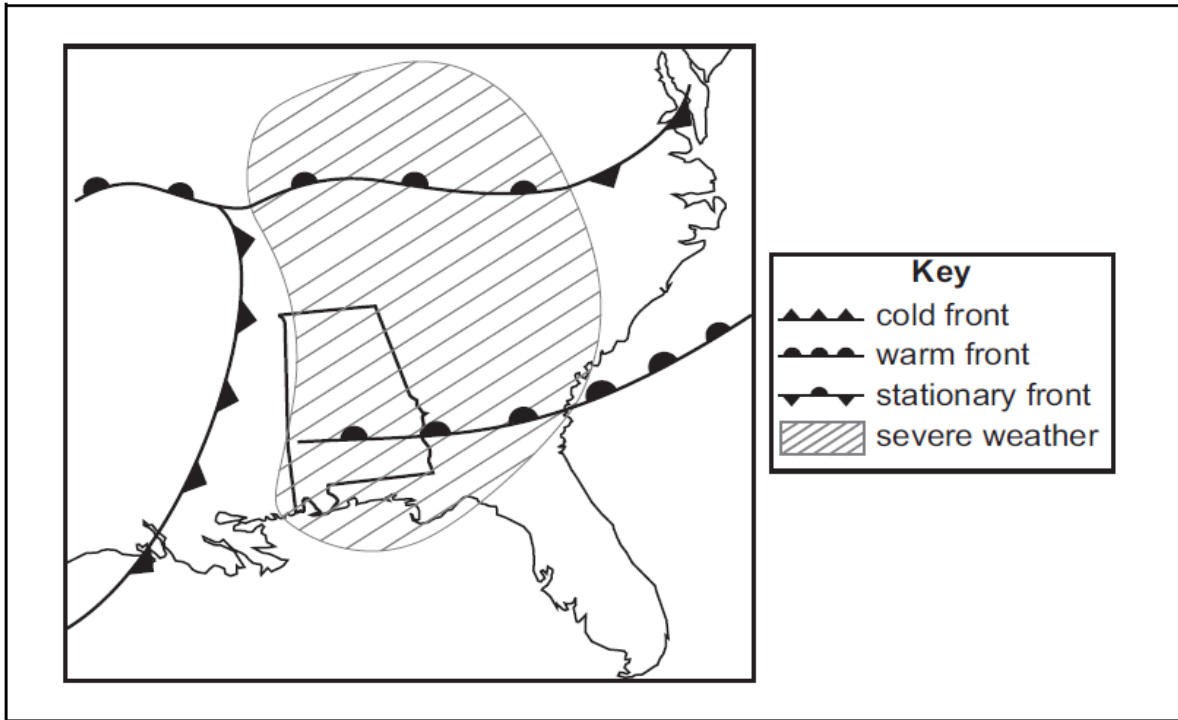 Key
cold front
warm front
stationary front
severe weather